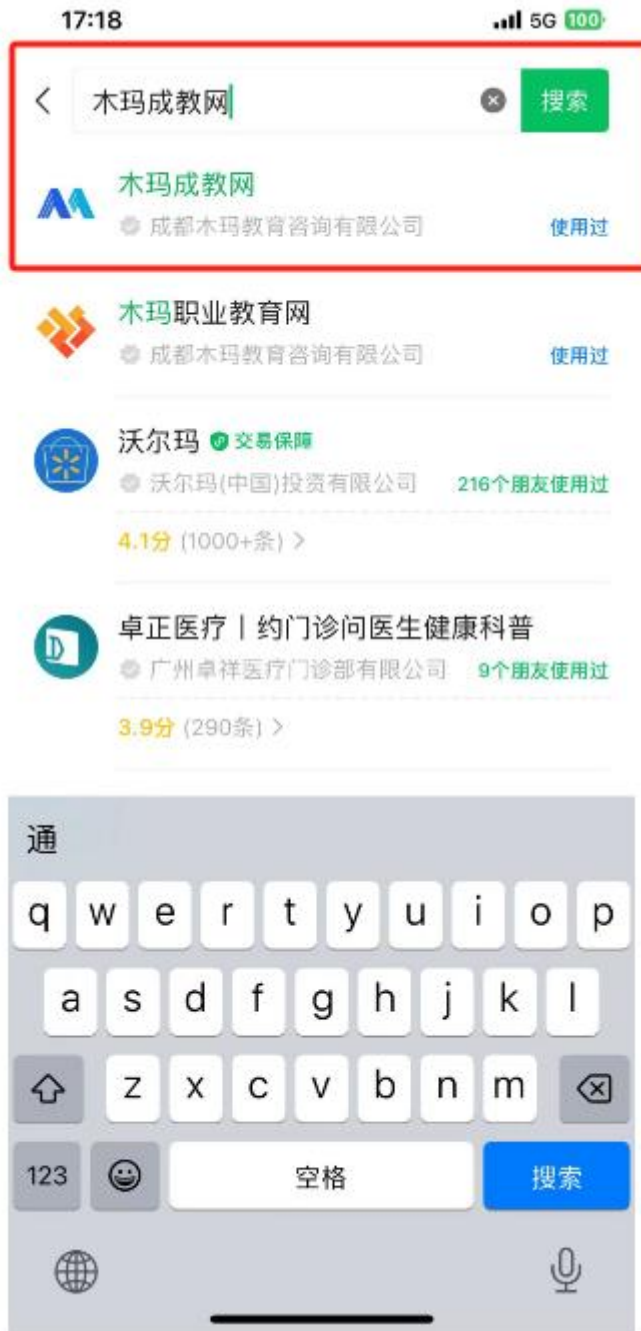 17:18 5G 100
木玛成教网 搜索
木玛成教网
成都木玛教育咨询有限公司 使用过
木玛职业教育网
成都木玛教育咨询有限公司 使用过
沃尔玛 交易保障
沃尔玛(中国)投资有限公司 216个朋友使用过
4.1分 (1000+条)
卓正医疗丨约门诊问医生健康科普
广州卓祥医疗门诊部有限公司 9个朋友使用过
3.9分 (290条)
通
q w e r t y u i o p
a s d f g h j k l
z x c v b n m
123 空格 搜索